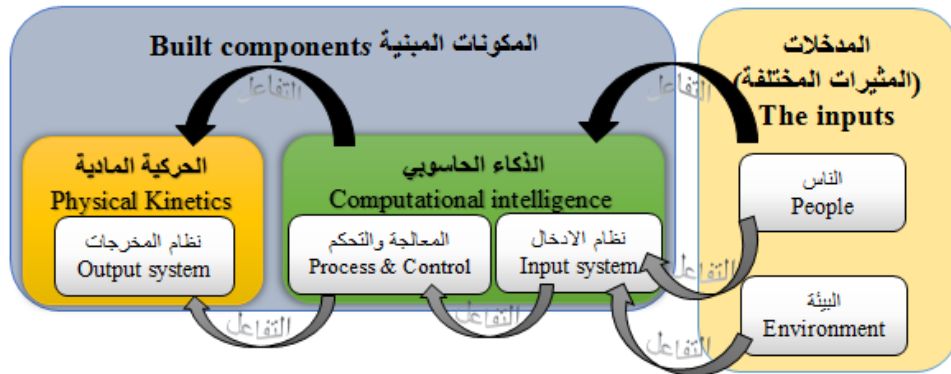 المكونات المبنية Built components
المدخلات
(المثيرات المختلفة)
The inputs
التفاعل
التفاعل
الذكاء الحاسوبي
Computational intelligence
الحركية المادية
Physical Kinetics
الناس
People
نظام الادخال
Input system
المعالجة والتحكم
Process & Control
نظام المخرجات
Output system
البيئة
Environment
التفاعل
التفاعل
التفاعل
التفاعل